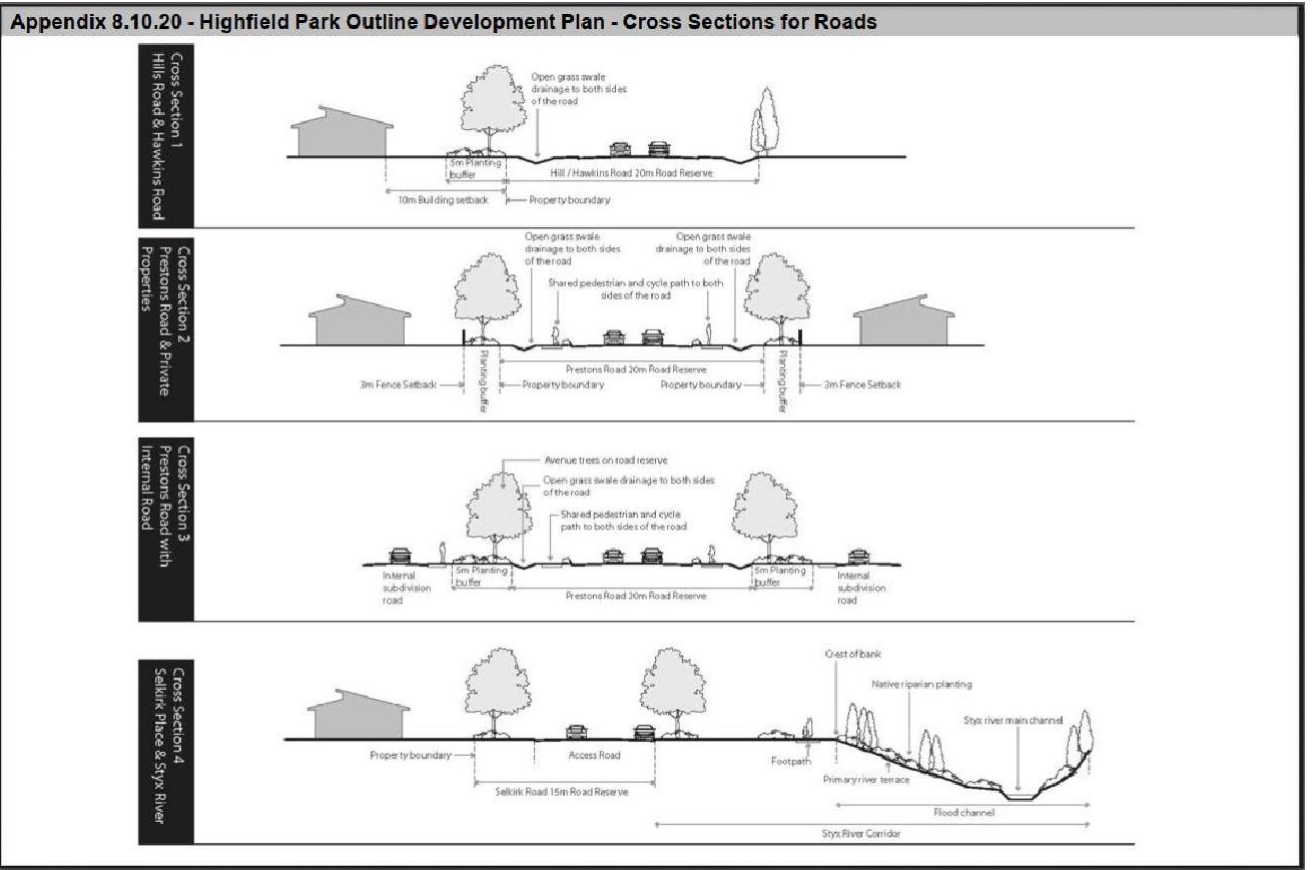 Appendix 8.10.20 - Highfield Park Outline Development Plan - Cross Sections for Roads
Cross Section 1
Hills Road & Hawkins Road
Open grass swale
drainage to both sides
of the road
5m Planting
buffer
Hill / Hawkins Road 20m Road Reserve
10m Building setback
Property boundary
Cross Section 2
Prestons Road & Private
Properties
Open grass swale
drainage to both sides
of the road
Open grass swale
drainage to both sides
of the road
Shared pedestrian and cycle path to both
sides of the road
Prestons Road 20m Road Reserve
3m Fence Setback
Planting buffer
Property boundary
Property boundary
Planting buffer
3m Fence Setback
Cross Section 3
Prestons Road with
Internal Road
Avenue trees on road reserve
Open grass swale drainage to both sides
of the road
Shared pedestrian and cycle
path to both sides of the road
Internal
subdivision
road
5m Planting
buffer
Prestons Road 20m Road Reserve
5m Planting
buffer
Internal
subdivision
road
Cross Section 4
Selkirk Place & Styx River
Crest of bank
Native riparian planting
Styx river main channel
Property boundary
Access Road
Footpath
Primary river terrace
Selkirk Road 15m Road Reserve
Flood channel
Styx River Corridor